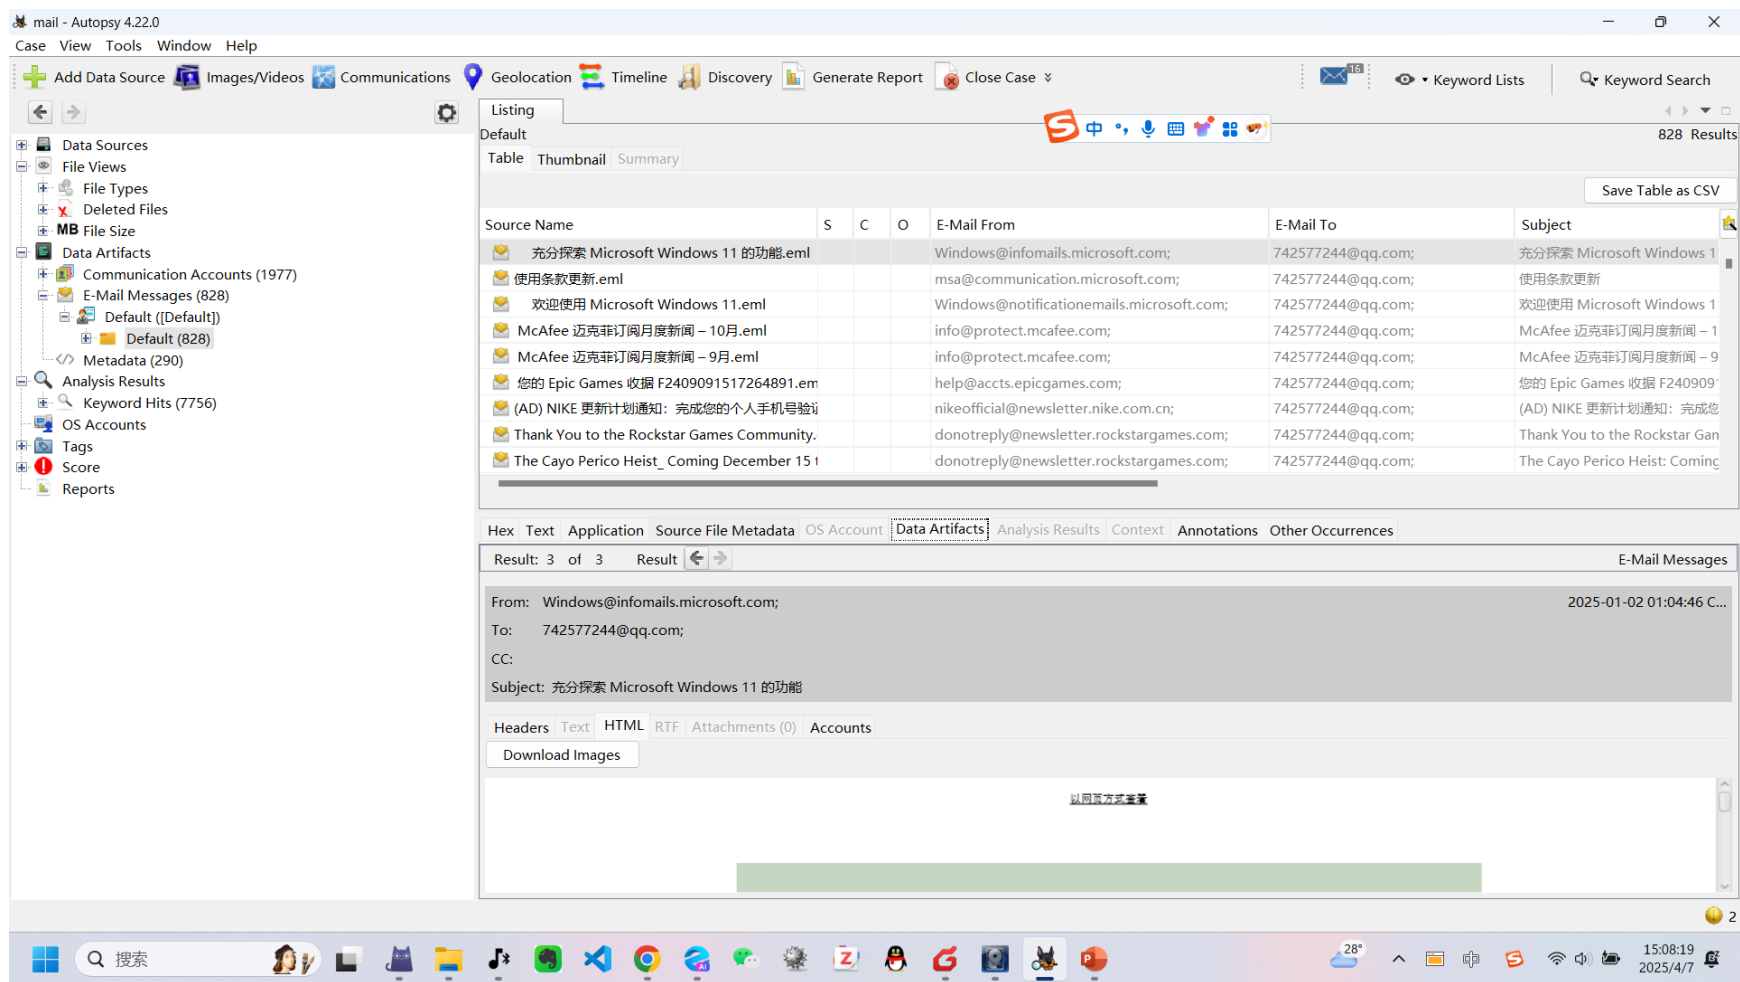 mail - Autopsy 4.22.0
Case View Tools Window Help
Add Data Source Images/Videos Communications Geolocation Timeline Discovery Generate Report Close Case 16 Keyword Lists Keyword Search
Data Sources
File Views
File Types
Deleted Files
MB File Size
Data Artifacts
Communication Accounts (1977)
E-Mail Messages (828)
Default ([Default])
Default (828)
Metadata (290)
Analysis Results
Keyword Hits (7756)
OS Accounts
Tags
Score
Reports
Listing
中
Default
828 Results
Table Thumbnail Summary
Save Table as CSV
Source Name S C O E-Mail From E-Mail To Subject
充分探索 Microsoft Windows 11 的功能.eml Windows@infomails.microsoft.com; 742577244@qq.com; 充分探索 Microsoft Windows 1
使用条款更新.eml msa@communication.microsoft.com; 742577244@qq.com; 使用条款更新
欢迎使用 Microsoft Windows 11.eml Windows@notificationemails.microsoft.com; 742577244@qq.com; 欢迎使用 Microsoft Windows 1
McAfee 迈克菲订阅月度新闻 – 10月.eml info@protect.mcafee.com; 742577244@qq.com; McAfee 迈克菲订阅月度新闻 – 1
McAfee 迈克菲订阅月度新闻 – 9月.eml info@protect.mcafee.com; 742577244@qq.com; McAfee 迈克菲订阅月度新闻 – 9
您的 Epic Games 收据 F2409091517264891.em help@accts.epicgames.com; 742577244@qq.com; 您的 Epic Games 收据 F240909
(AD) NIKE 更新计划通知：完成您的个人手机号验证 nikeofficial@newsletter.nike.com.cn; 742577244@qq.com; (AD) NIKE 更新计划通知：完成您
Thank You to the Rockstar Games Community. donotreply@newsletter.rockstargames.com; 742577244@qq.com; Thank You to the Rockstar Gam
The Cayo Perico Heist_ Coming December 15 t donotreply@newsletter.rockstargames.com; 742577244@qq.com; The Cayo Perico Heist: Coming
Hex Text Application Source File Metadata OS Account Data Artifacts Analysis Results Context Annotations Other Occurrences
Result: 3 of 3 Result E-Mail Messages
From: Windows@infomails.microsoft.com; 2025-01-02 01:04:46 C...
To: 742577244@qq.com;
CC:
Subject: 充分探索 Microsoft Windows 11 的功能
Headers Text HTML RTF Attachments (0) Accounts
Download Images
以网页方式查看
2
搜索
28°
中
15:08:19
2025/4/7